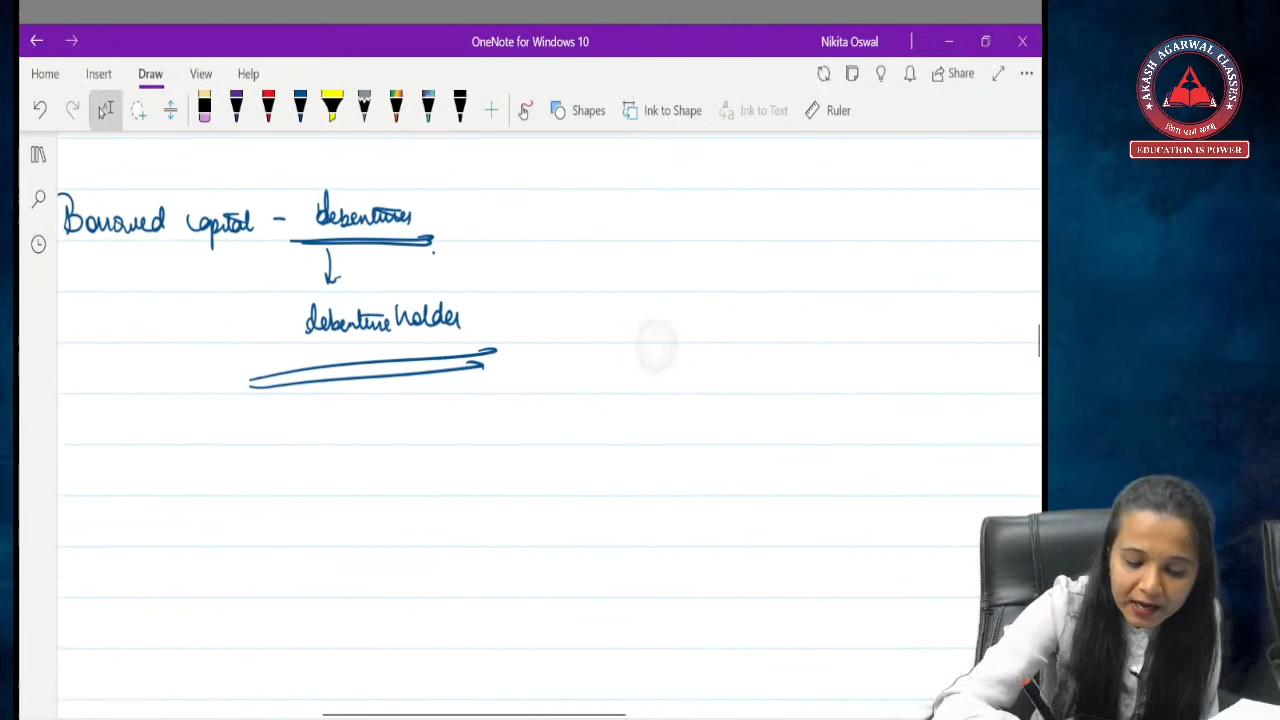 OneNote for Windows 10
Nikita Oswal
Home Insert Draw View Help
Share
Shapes Ink to Shape Ink to Text Ruler
Borrowed capital - debentures
debenture holder
AKASH AGARWAL CLASSES
EDUCATION IS POWER